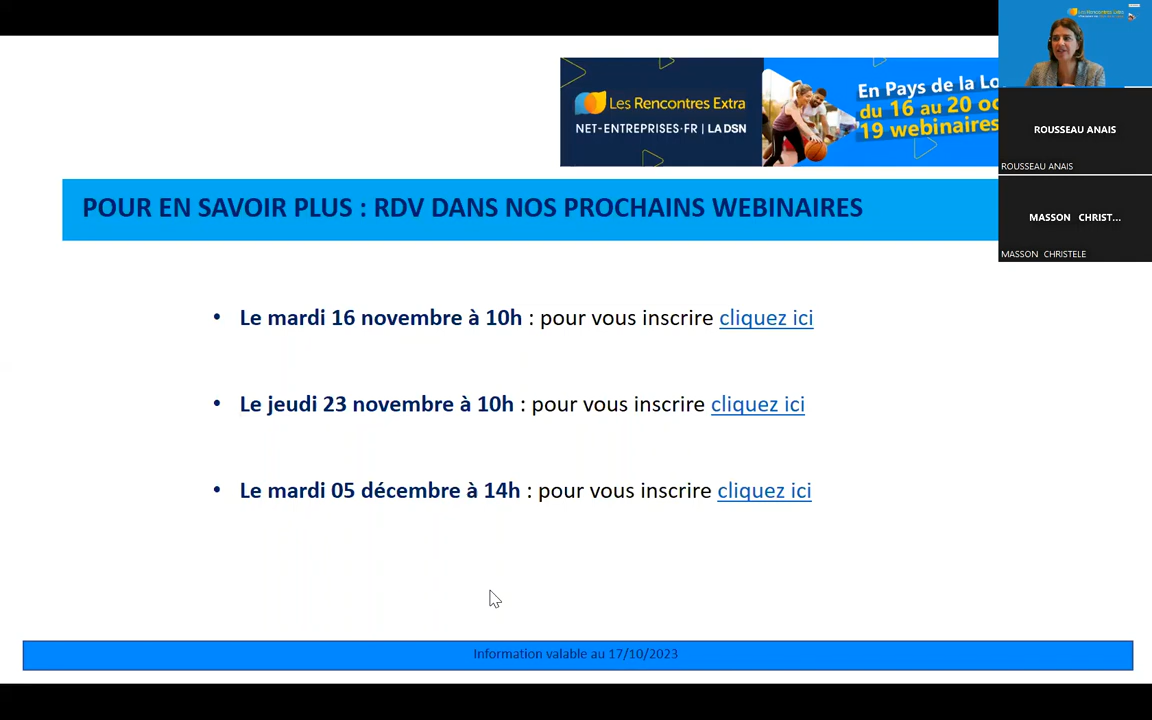 Les Rencontres Extra
NET-ENTREPRISES·FR | LA DSN
En Pays de la Lo
du 16 au 20 oc
19 webinaires
Les Rencontres Extra
ROUSSEAU ANAIS
ROUSSEAU ANAIS
MASSON CHRIST...
MASSON CHRISTELE
POUR EN SAVOIR PLUS : RDV DANS NOS PROCHAINS WEBINAIRES
• Le mardi 16 novembre à 10h : pour vous inscrire cliquez ici
• Le jeudi 23 novembre à 10h : pour vous inscrire cliquez ici
• Le mardi 05 décembre à 14h : pour vous inscrire cliquez ici
Information valable au 17/10/2023